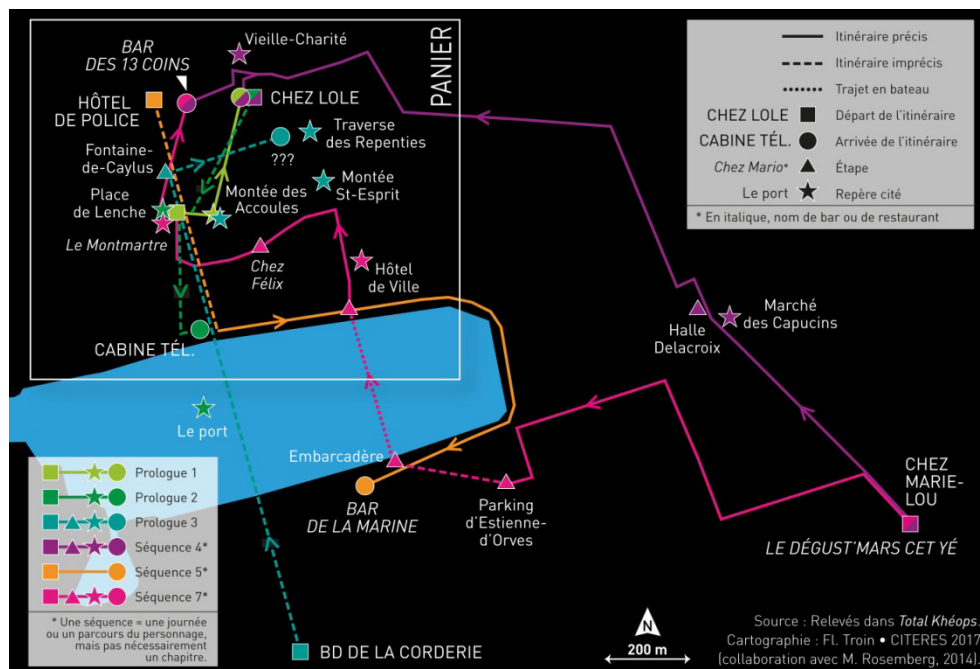 BAR
DES 13 COINS
Vieille-Charité
PANIER
HÔTEL
DE POLICE
CHEZ LOLE
Fontaine-
de-Caylus
???
Traverse
des Repenties
Place
de Lenche
Montée des
Accoules
Montée
St-Esprit
Le Montmartre
Chez
Félix
Hôtel
de Ville
CABINE TÉL.
Le port
Halle
Delacroix
Marché
des Capucins
Embarcadère
BAR
DE LA MARINE
Parking
d'Estienne-
d'Orves
CHEZ
MARIE-
LOU
LE DÉGUST'MARS CET YÉ
BD DE LA CORDERIE
Itinéraire précis
Itinéraire imprécis
Trajet en bateau
CHEZ LOLE Départ de l'itinéraire
CABINE TÉL. Arrivée de l'itinéraire
Chez Mario* Étape
Le port Repère cité
* En italique, nom de bar ou de restaurant
Prologue 1
Prologue 2
Prologue 3
Séquence 4*
Séquence 5*
Séquence 7*
* Une séquence = une journée
ou un parcours du personnage,
mais pas nécessairement
un chapitre.
N
200 m
Source : Relevés dans Total Khéops.
Cartographie : Fl. Troin • CITERES 2017
(collaboration avec M. Rosemberg, 2014).